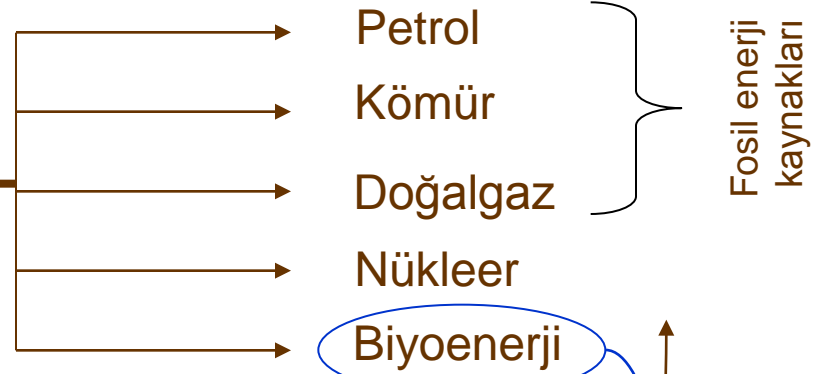 Petrol
Kömür
Doğalgaz
Nükleer
Biyoenerji
Fosil enerji
kaynakları